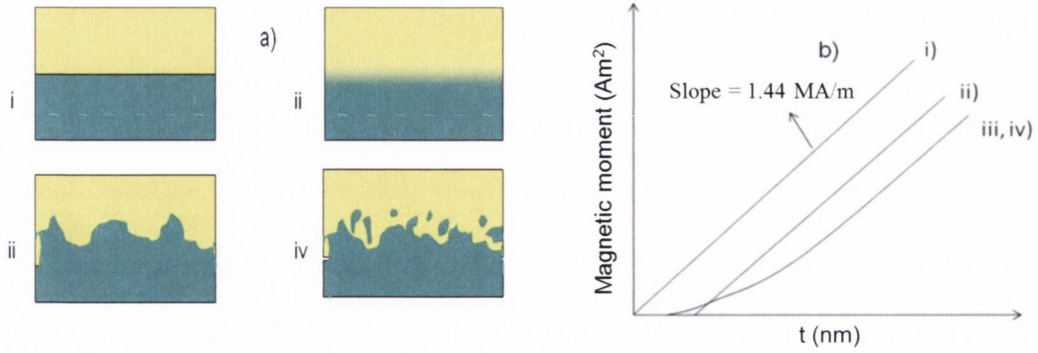 a)
i
ii
ii
iv
b)
i)
Slope = 1.44 MA/m
ii)
iii, iv)
Magnetic moment (Am²)
t (nm)